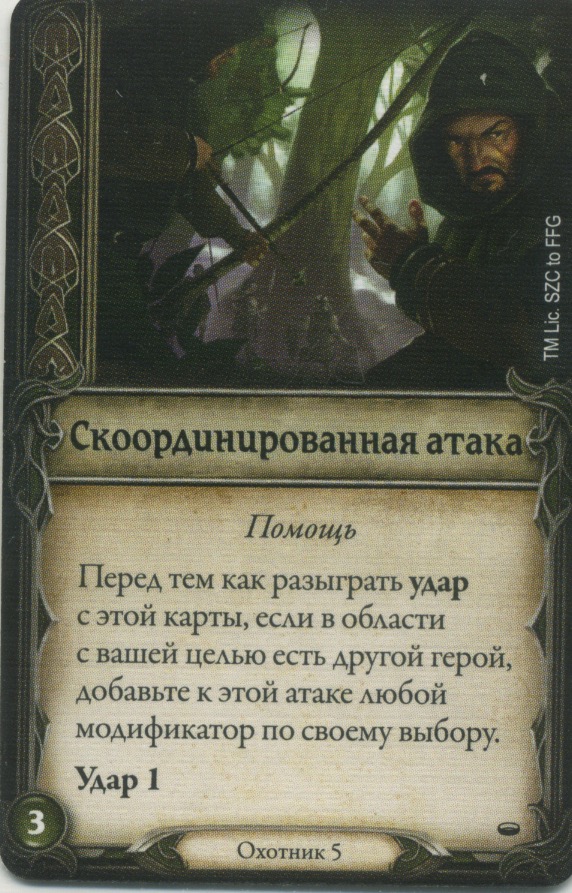 TM Lic. SZC to FFG
Скоординированная атака
Помощь
Перед тем как разыграть удар
с этой карты, если в области
с вашей целью есть другой герой,
добавьте к этой атаке любой
модификатор по своему выбору.
Удар 1
3
Охотник 5